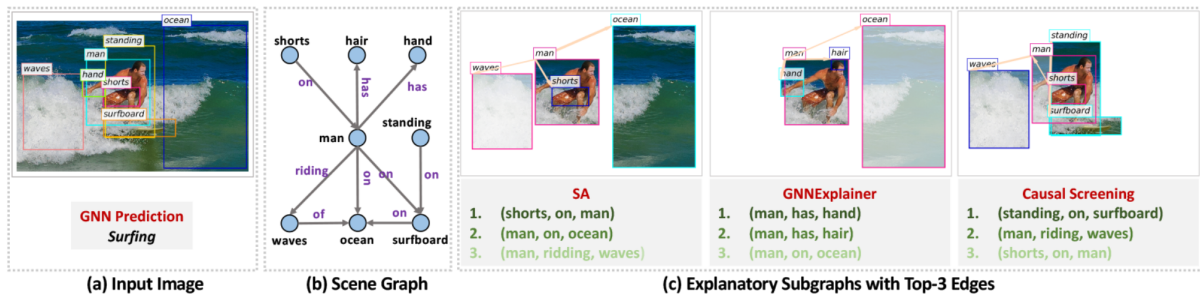 ocean
standing
man
waves
hand
shorts
surfboard
GNN Prediction
Surfing
(a) Input Image
shorts
hair
hand
on
has
has
man
standing
riding
on
on
on
of
on
waves
ocean
surfboard
(b) Scene Graph
ocean
man
waves
shorts
SA
1. (shorts, on, man)
2. (man, on, ocean)
3. (man, ridding, waves)
ocean
man
hair
hand
GNNExplainer
1. (man, has, hand)
2. (man, has, hair)
3. (man, on, ocean)
standing
man
waves
shorts
surfboard
Causal Screening
1. (standing, on, surfboard)
2. (man, riding, waves)
3. (shorts, on, man)
(c) Explanatory Subgraphs with Top-3 Edges